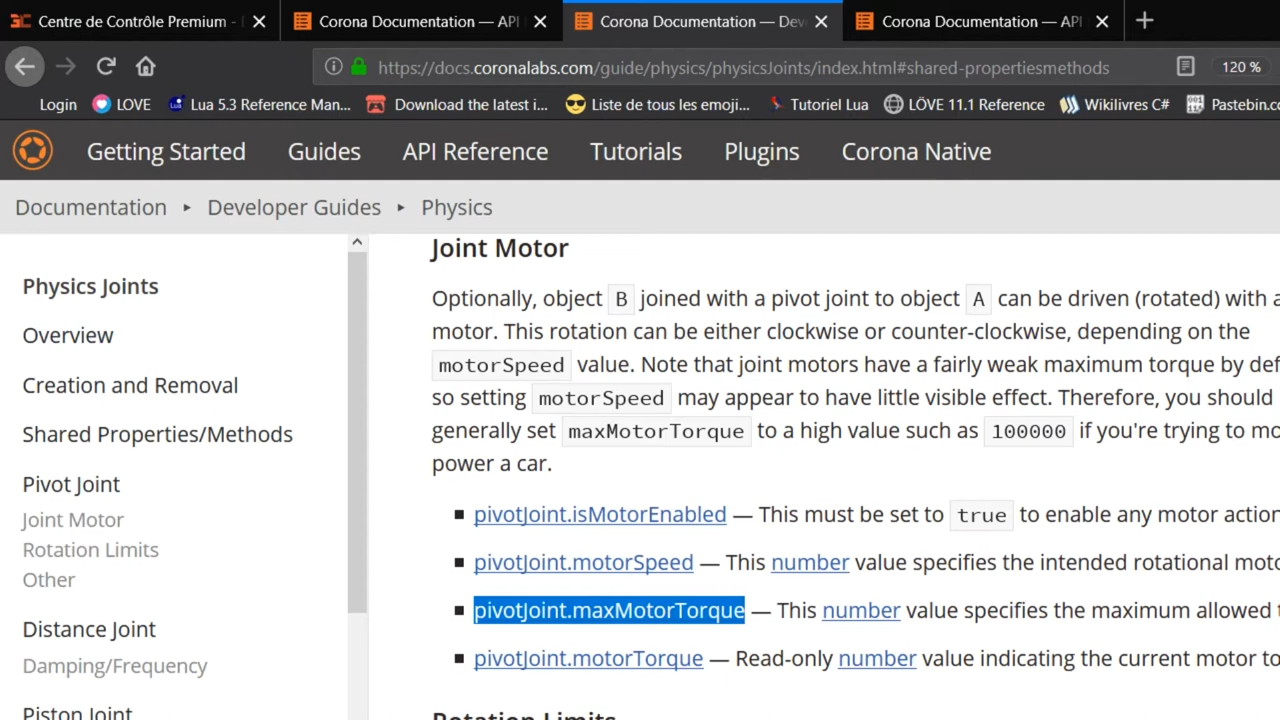 Centre de Contrôle Premium -
Corona Documentation — API
Corona Documentation — Dev
Corona Documentation — API
https://docs.coronalabs.com/guide/physics/physicsJoints/index.html#shared-propertiesmethods
120 %
Login
LÖVE
Lua 5.3 Reference Man...
Download the latest i...
Liste de tous les emoji...
Tutoriel Lua
LÖVE 11.1 Reference
Wikilivres C#
Pastebin.co
Getting Started
Guides
API Reference
Tutorials
Plugins
Corona Native
Documentation ▸ Developer Guides ▸ Physics
Physics Joints
Overview
Creation and Removal
Shared Properties/Methods
Pivot Joint
Joint Motor
Rotation Limits
Other
Distance Joint
Damping/Frequency
Piston Joint
Joint Motor
Optionally, object B joined with a pivot joint to object A can be driven (rotated) with a
motor. This rotation can be either clockwise or counter-clockwise, depending on the
motorSpeed value. Note that joint motors have a fairly weak maximum torque by def
so setting motorSpeed may appear to have little visible effect. Therefore, you should
generally set maxMotorTorque to a high value such as 100000 if you're trying to mo
power a car.
▪ pivotJoint.isMotorEnabled — This must be set to true to enable any motor action
▪ pivotJoint.motorSpeed — This number value specifies the intended rotational moto
▪ pivotJoint.maxMotorTorque — This number value specifies the maximum allowed t
▪ pivotJoint.motorTorque — Read-only number value indicating the current motor to
Rotation Limits